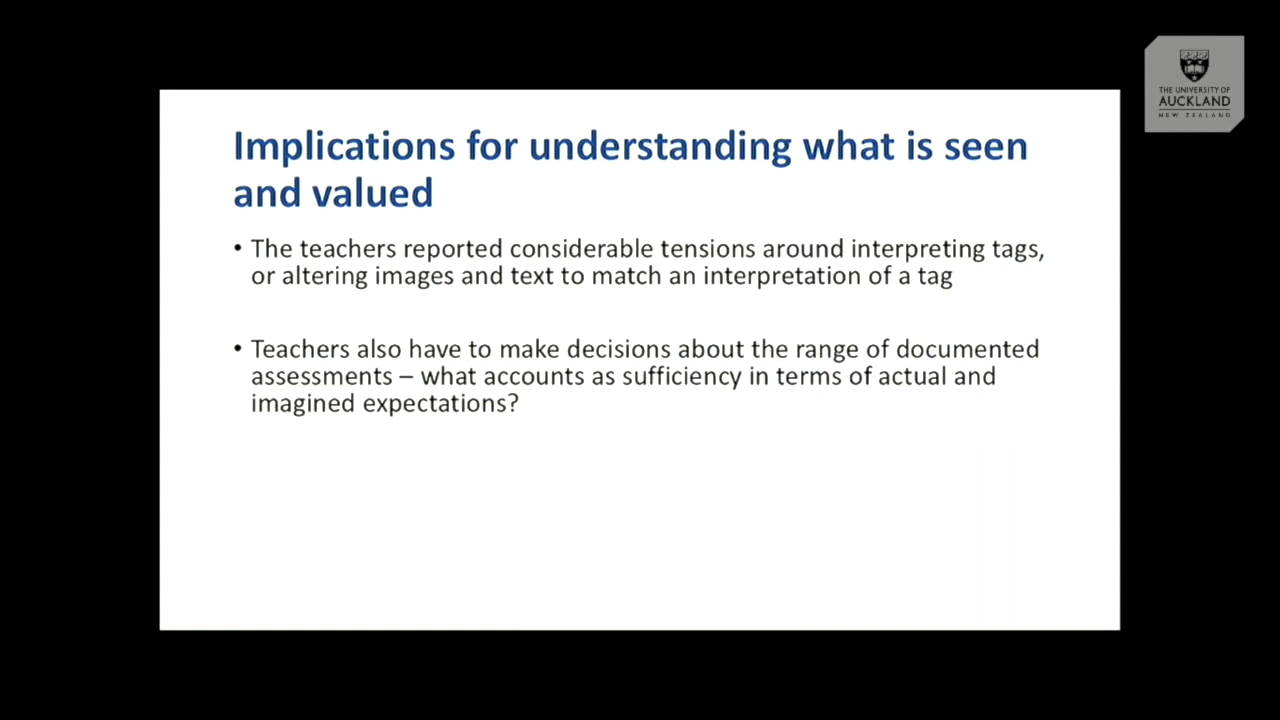 THE UNIVERSITY OF
AUCKLAND
NEW ZEALAND
Implications for understanding what is seen
and valued
• The teachers reported considerable tensions around interpreting tags,
or altering images and text to match an interpretation of a tag
• Teachers also have to make decisions about the range of documented
assessments – what accounts as sufficiency in terms of actual and
imagined expectations?